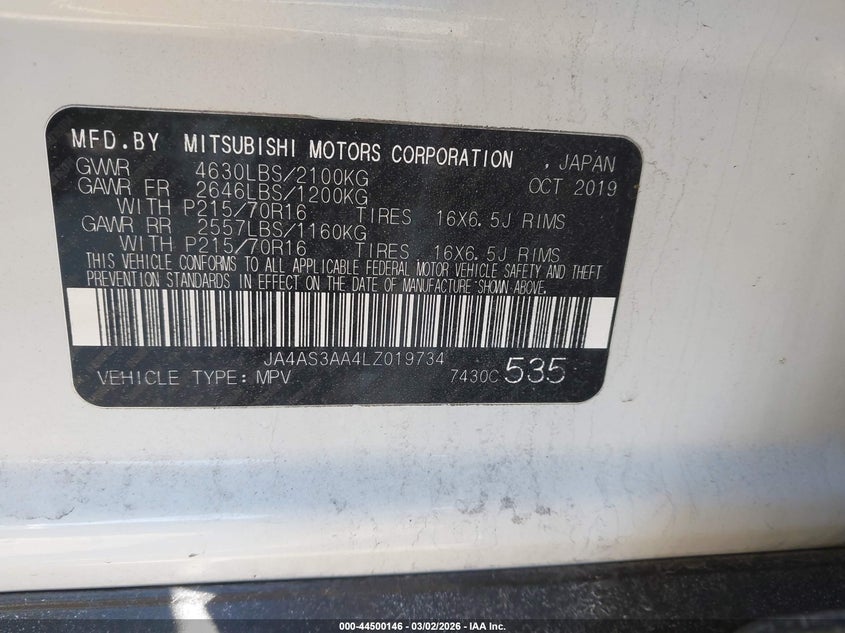 MFD.BY MITSUBISHI MOTORS CORPORATION , JAPAN
GVWR 4630LBS/2100KG OCT 2019
GAWR FR 2646LBS/1200KG
WITH P215/70R16 TIRES 16X6.5J RIMS
GAWR RR 2557LBS/1160KG
WITH P215/70R16 TIRES 16X6.5J RIMS
THIS VEHICLE CONFORMS TO ALL APPLICABLE FEDERAL MOTOR VEHICLE SAFETY AND THEFT
PREVENTION STANDARDS IN EFFECT ON THE DATE OF MANUFACTURE SHOWN ABOVE.
JA4AS3AA4LZ019734
VEHICLE TYPE: MPV 7430C 535
000-44500146 — 03/02/2026 — IAA Inc.